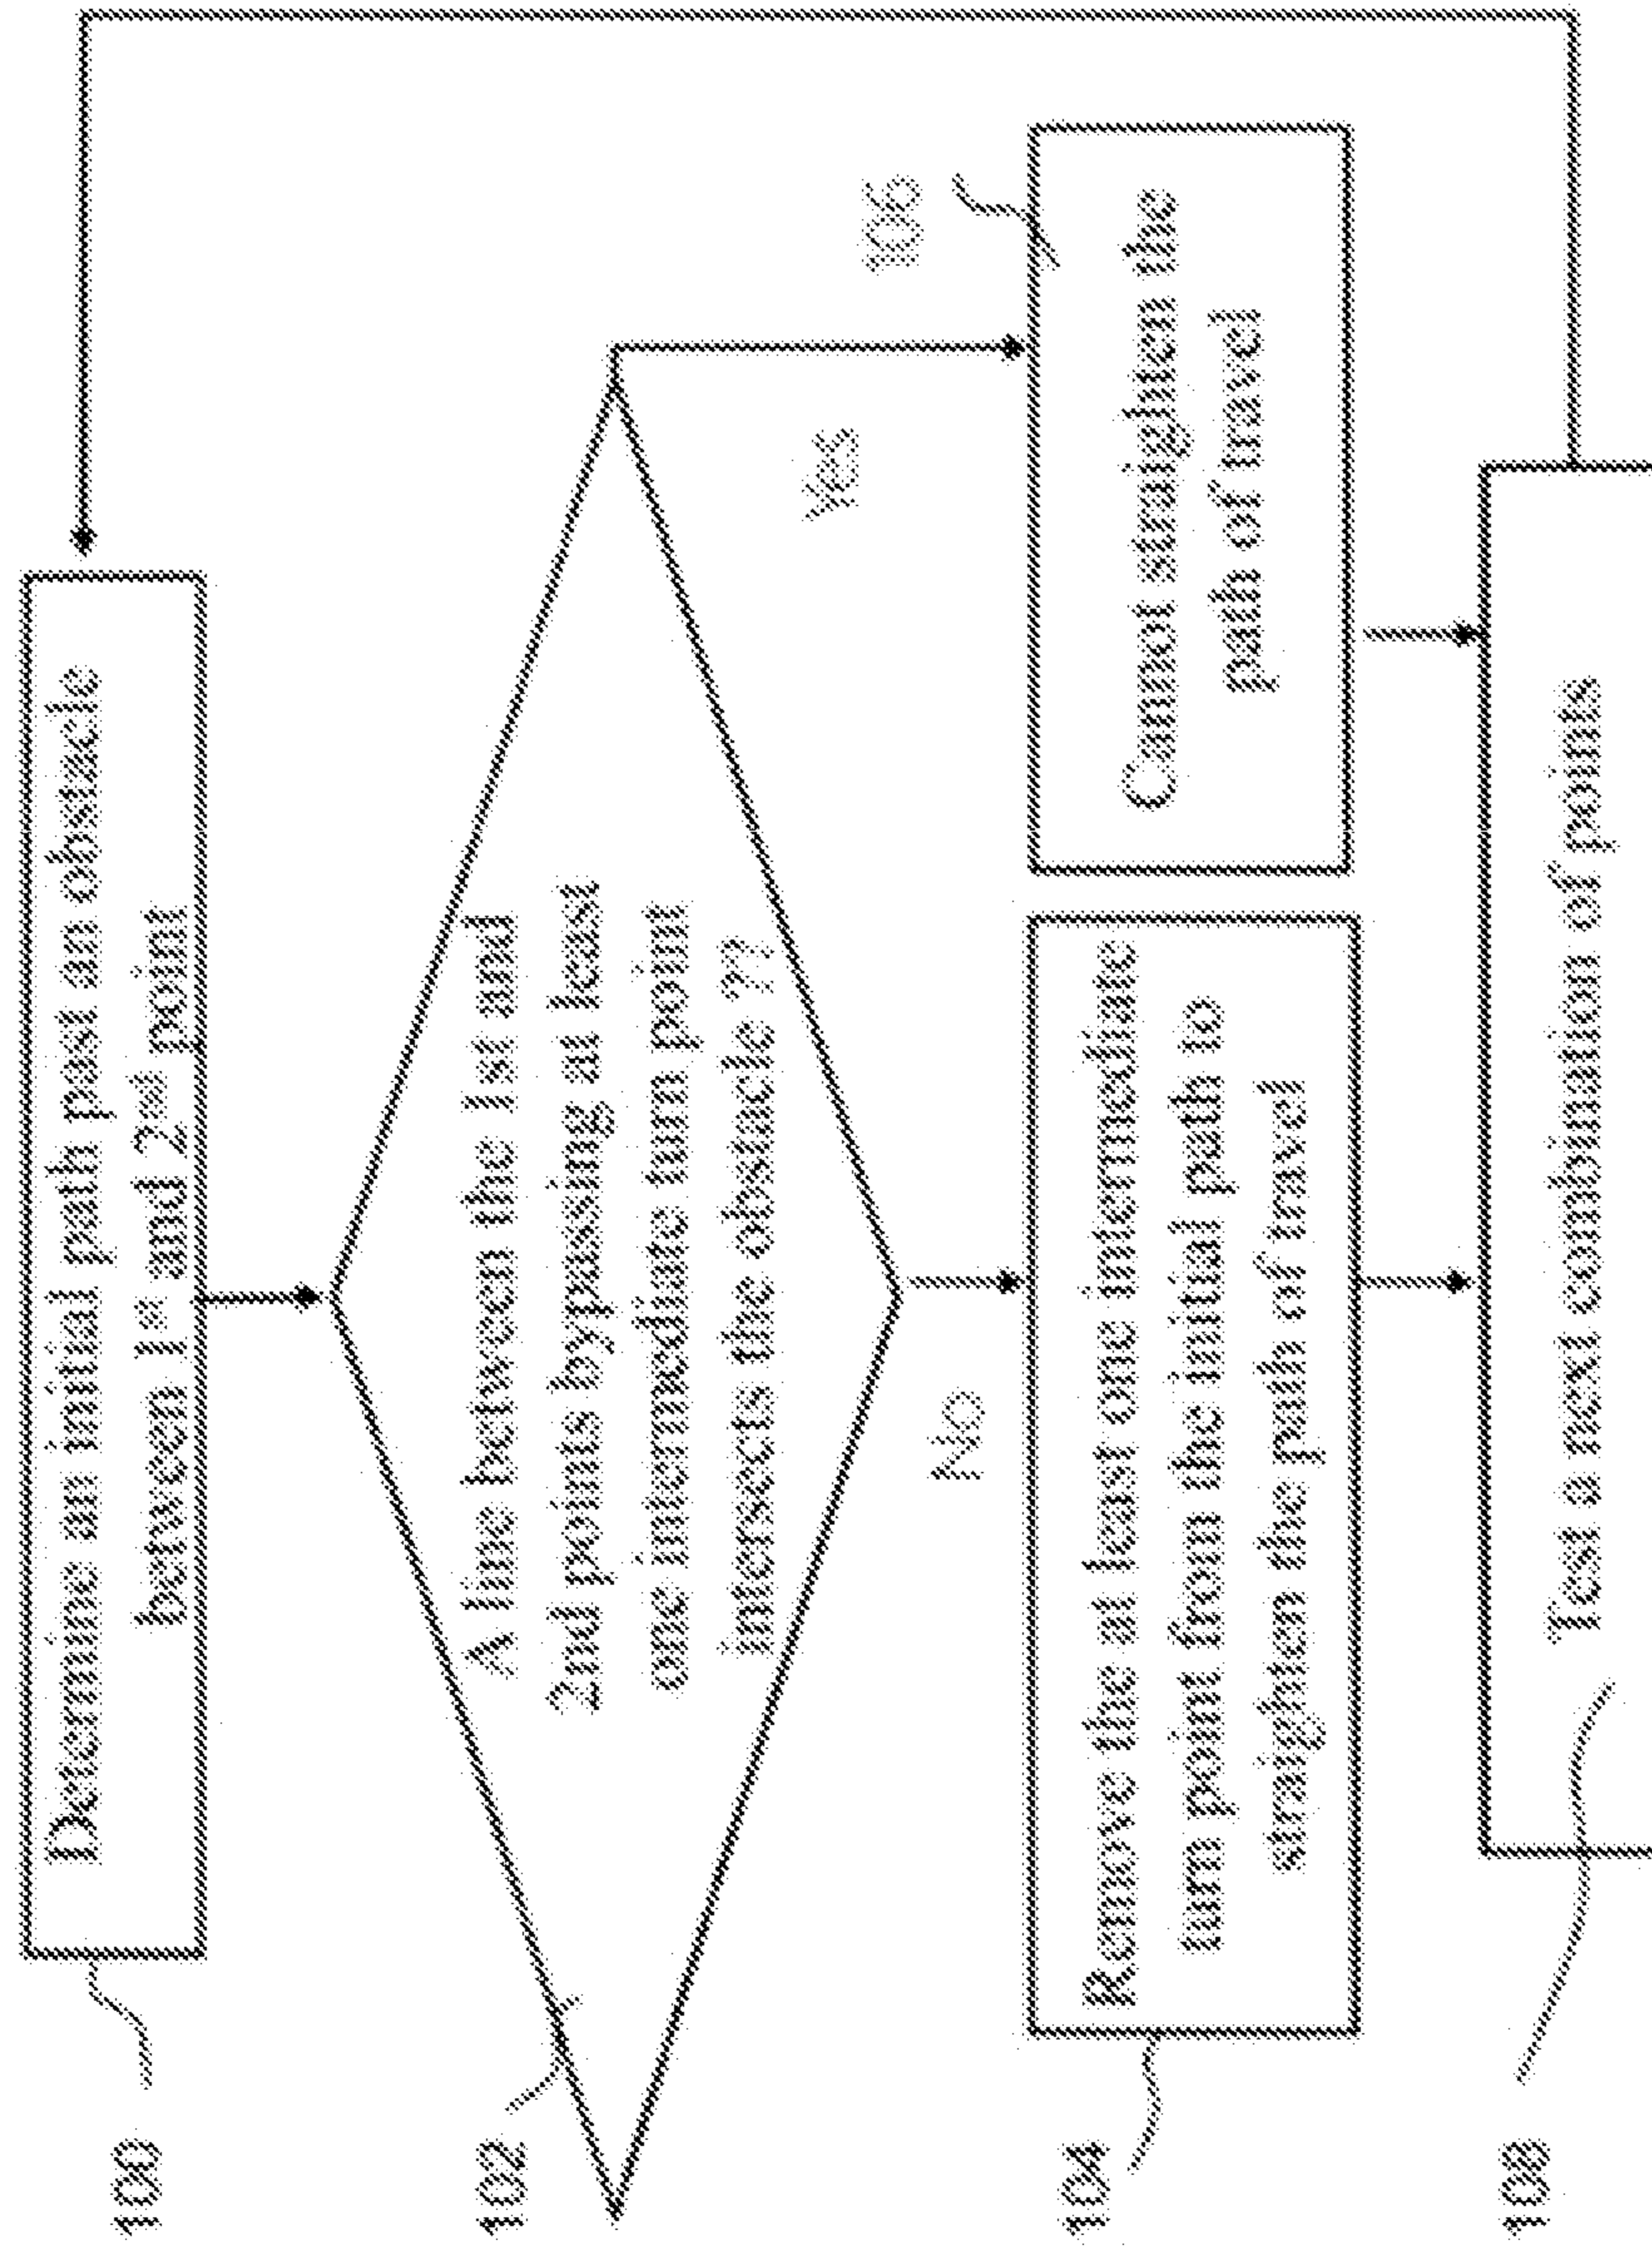 100
Determine an initial path past an obstacle
between 1st and 2nd point
102
A line between the 1st and
2nd points bypassing at least
one intermediate turn point
intersects the obstacle ??
Yes
No
104
Remove the at least one intermediate
turn point from the initial path to
straighten the path of travel
106
Cannot straighten the
path of travel
108
Test a next combination of points